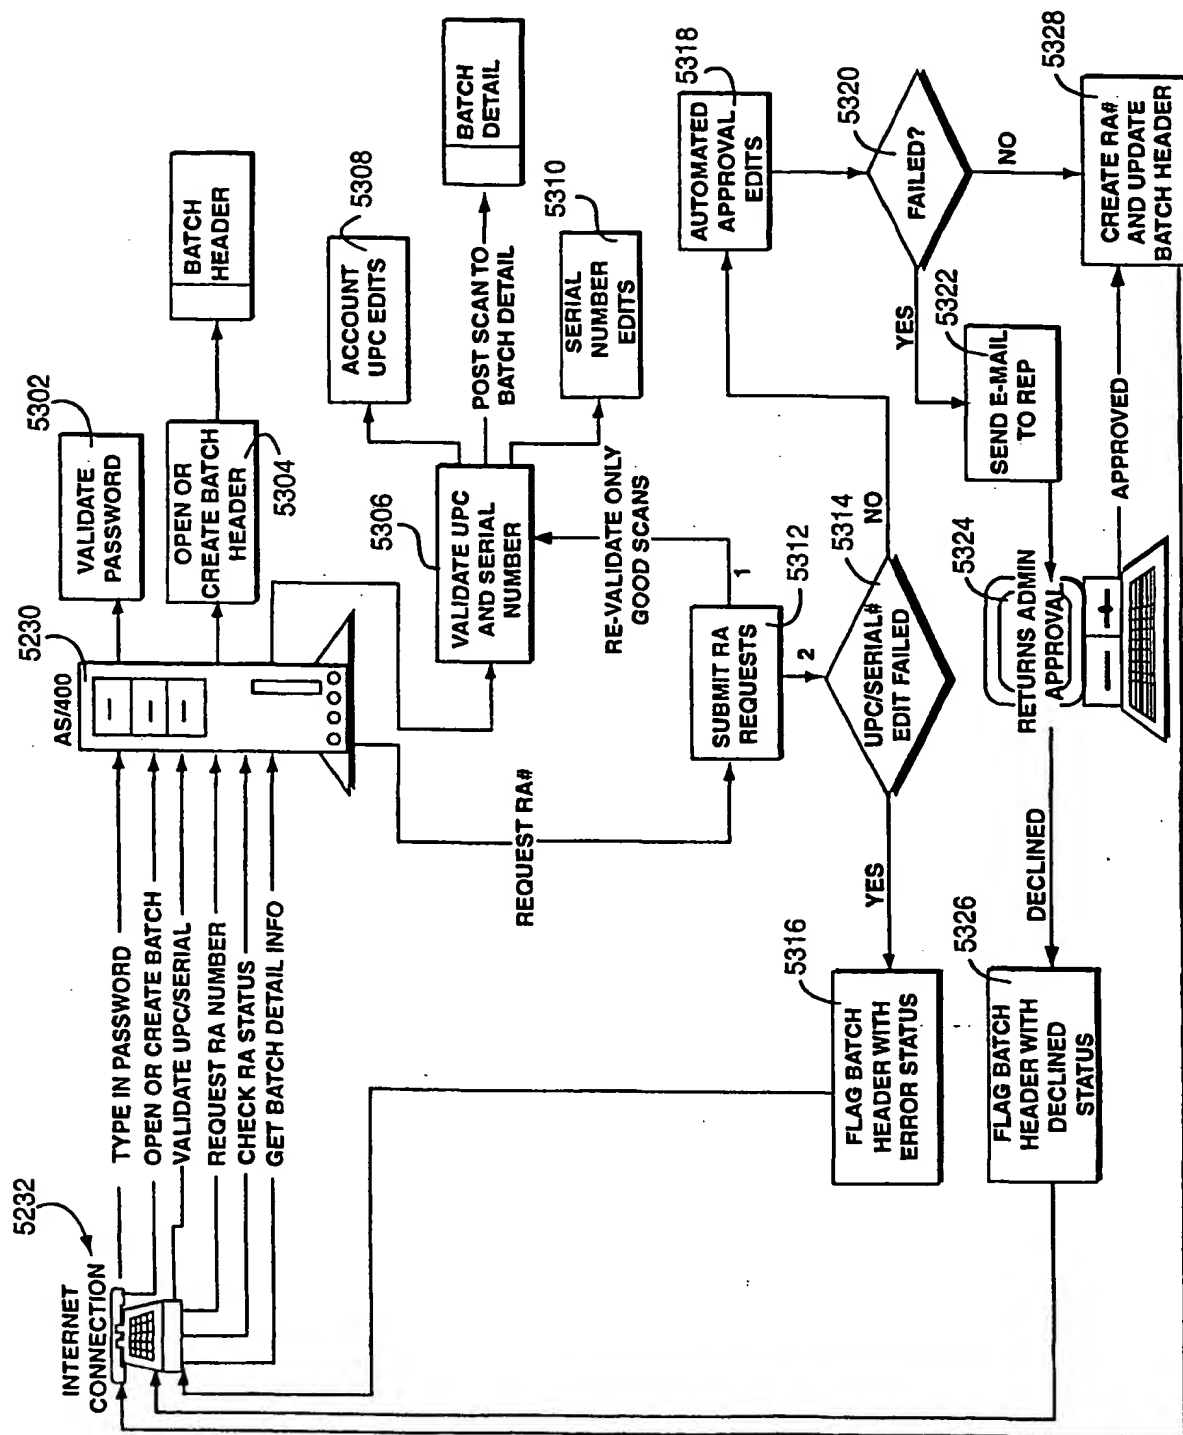 INTERNET
CONNECTION
5232
TYPE IN PASSWORD
OPEN OR CREATE BATCH
VALIDATE UPC/SERIAL
REQUEST RA NUMBER
CHECK RA STATUS
GET BATCH DETAIL INFO
AS/400
5230
VALIDATE
PASSWORD
5302
OPEN OR
CREATE BATCH
HEADER
5304
BATCH
HEADER
VALIDATE UPC
AND SERIAL
NUMBER
5306
ACCOUNT
UPC EDITS
5308
POST SCAN TO
BATCH DETAIL
BATCH
DETAIL
SERIAL
NUMBER
EDITS
5310
REQUEST RA#
RE-VALIDATE ONLY
GOOD SCANS
1
SUBMIT RA
REQUESTS
5312
2
UPC/SERIAL#
EDIT FAILED
5314
YES
NO
FLAG BATCH
HEADER WITH
ERROR STATUS
5316
AUTOMATED
APPROVAL
EDITS
5318
FAILED?
5320
YES
NO
SEND E-MAIL
TO REP
5322
RETURNS ADMIN
APPROVAL
5324
DECLINED
APPROVED
FLAG BATCH
HEADER WITH
DECLINED
STATUS
5326
CREATE RA#
AND UPDATE
BATCH HEADER
5328